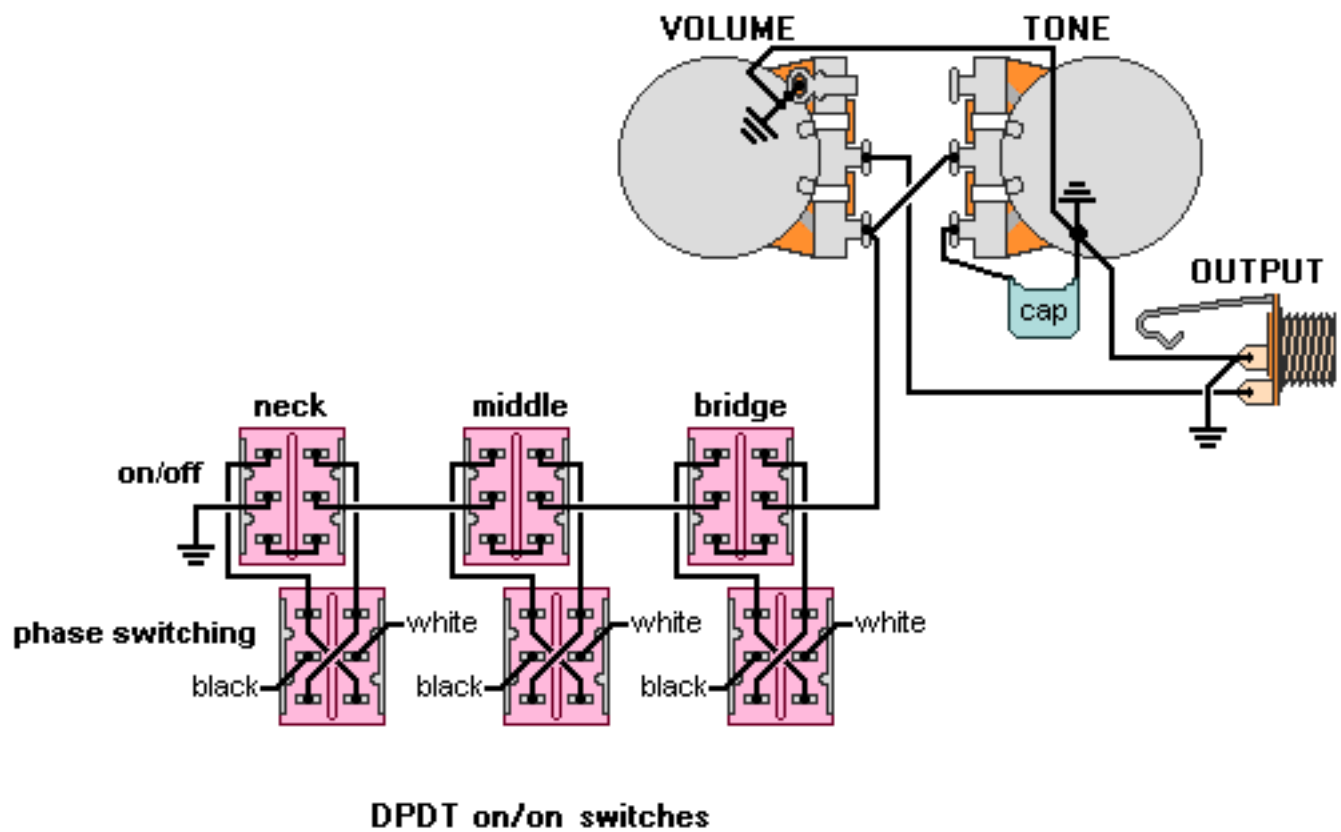 VOLUME TONE
OUTPUT
cap
neck middle bridge
on/off
phase switching
white white white
black black black
DPDT on/on switches